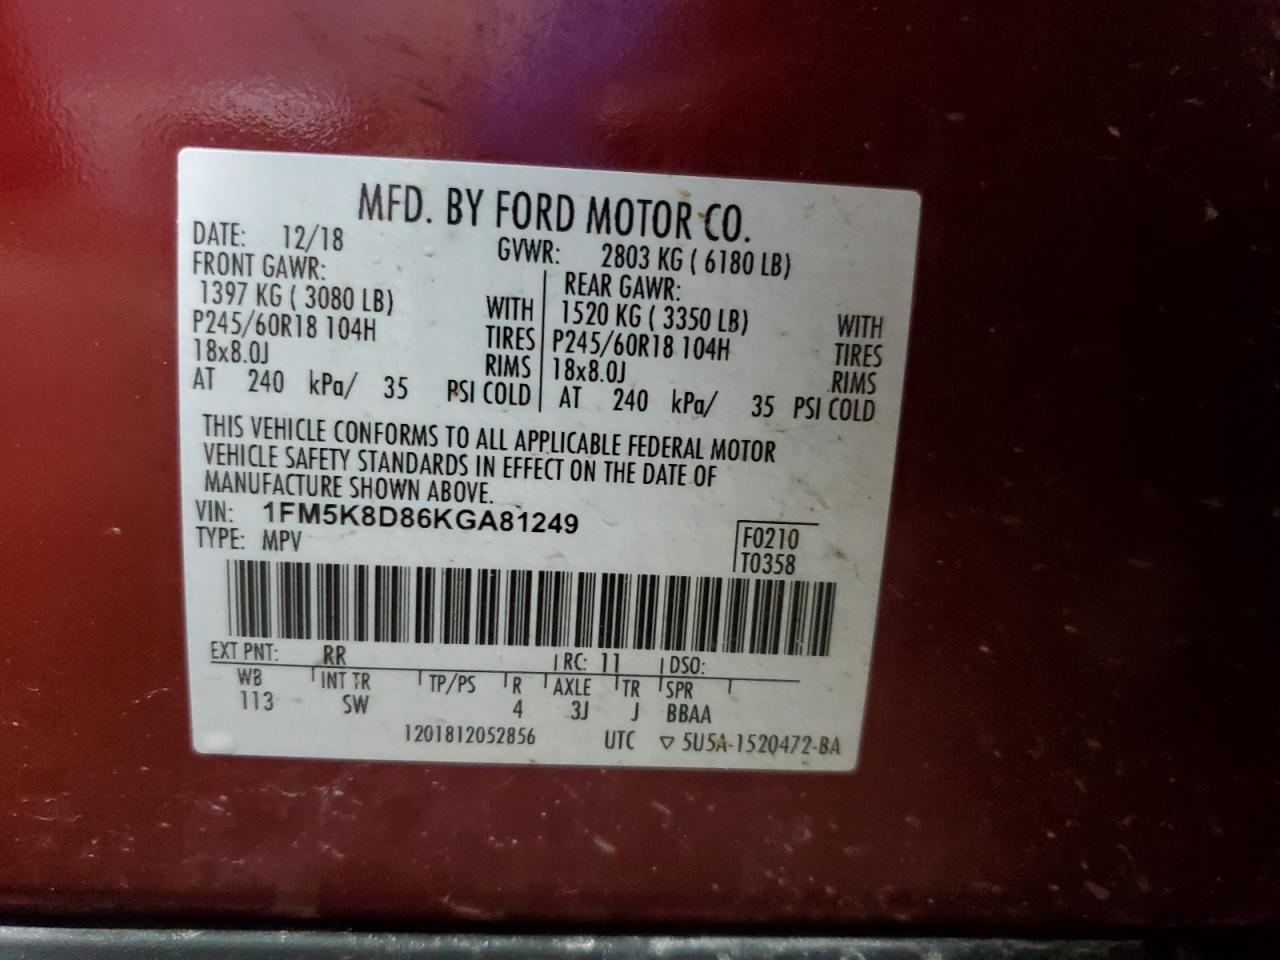 MFD. BY FORD MOTOR CO.
DATE: 12/18 GVWR: 2803 KG ( 6180 LB)
FRONT GAWR: REAR GAWR:
1397 KG ( 3080 LB) WITH 1520 KG ( 3350 LB) WITH
P245/60R18 104H TIRES P245/60R18 104H TIRES
18x8.0J RIMS 18x8.0J RIMS
AT 240 kPa/ 35 PSI COLD AT 240 kPa/ 35 PSI COLD
THIS VEHICLE CONFORMS TO ALL APPLICABLE FEDERAL MOTOR
VEHICLE SAFETY STANDARDS IN EFFECT ON THE DATE OF
MANUFACTURE SHOWN ABOVE.
VIN: 1FM5K8D86KGA81249
TYPE: MPV F0210
T0358
EXT PNT: RR RC: 11 DSO:
WB INT TR TP/PS R AXLE TR SPR
113 SW 4 3J J BBAA
1201812052856 UTC ▽ 5U5A-1520472-BA